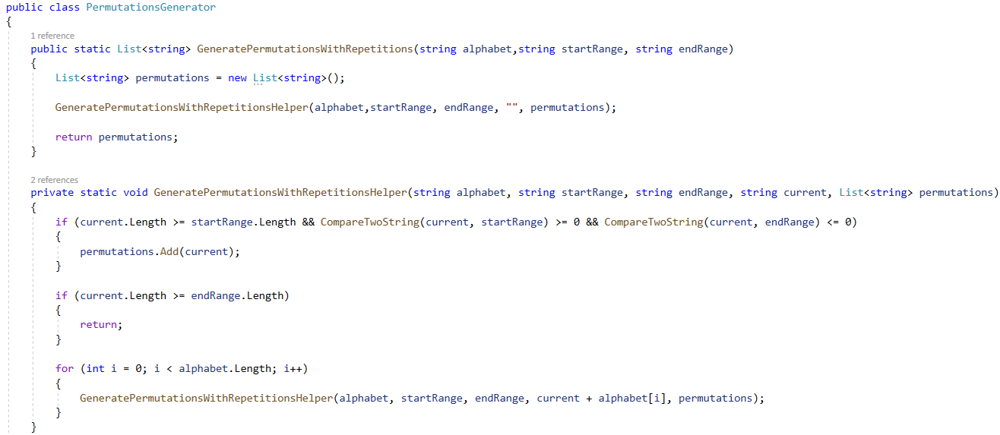 public class PermutationsGenerator
{
1 reference
public static List<string> GeneratePermutationsWithRepetitions(string alphabet,string startRange, string endRange)
{
List<string> permutations = new List<string>();
GeneratePermutationsWithRepetitionsHelper(alphabet,startRange, endRange, "", permutations);
return permutations;
}
2 references
private static void GeneratePermutationsWithRepetitionsHelper(string alphabet, string startRange, string endRange, string current, List<string> permutations)
{
if (current.Length >= startRange.Length && CompareTwoString(current, startRange) >= 0 && CompareTwoString(current, endRange) <= 0)
{
permutations.Add(current);
}
if (current.Length >= endRange.Length)
{
return;
}
for (int i = 0; i < alphabet.Length; i++)
{
GeneratePermutationsWithRepetitionsHelper(alphabet, startRange, endRange, current + alphabet[i], permutations);
}
}